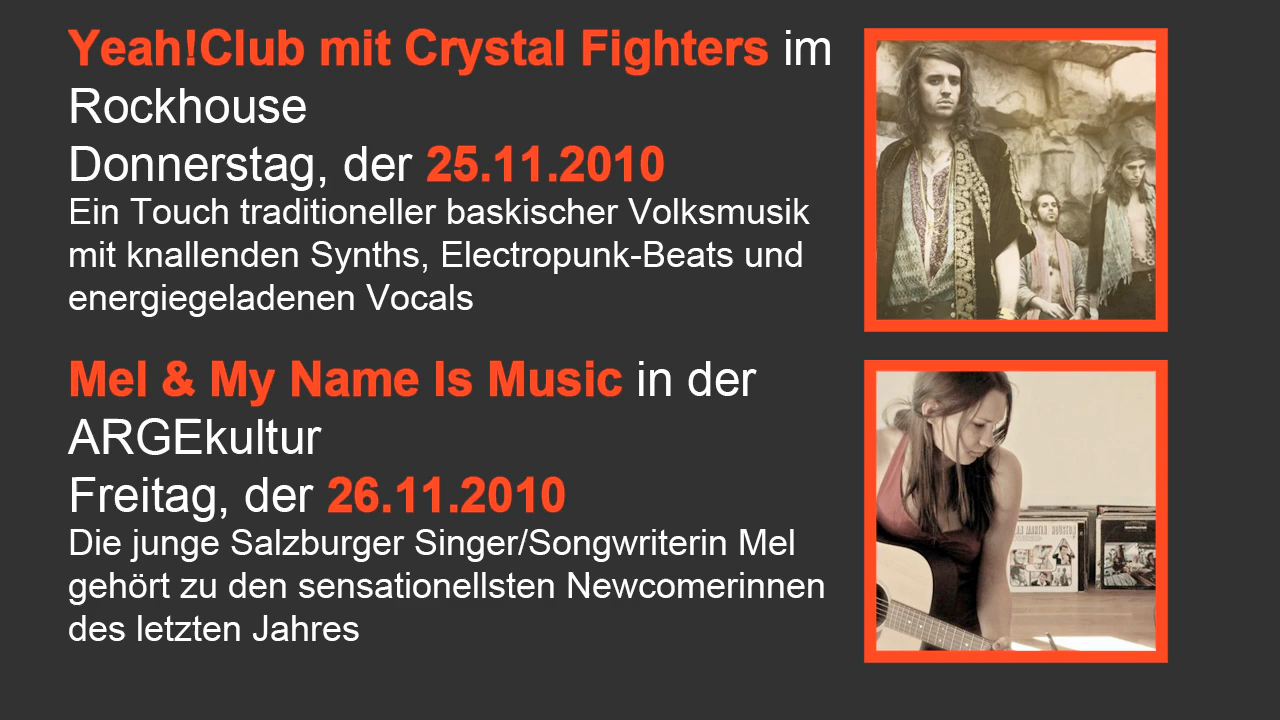 Yeah!Club mit Crystal Fighters im
Rockhouse
Donnerstag, der 25.11.2010
Ein Touch traditioneller baskischer Volksmusik
mit knallenden Synths, Electropunk-Beats und
energiegeladenen Vocals
Mel & My Name Is Music in der
ARGEkultur
Freitag, der 26.11.2010
Die junge Salzburger Singer/Songwriterin Mel
gehört zu den sensationellsten Newcomerinnen
des letzten Jahres